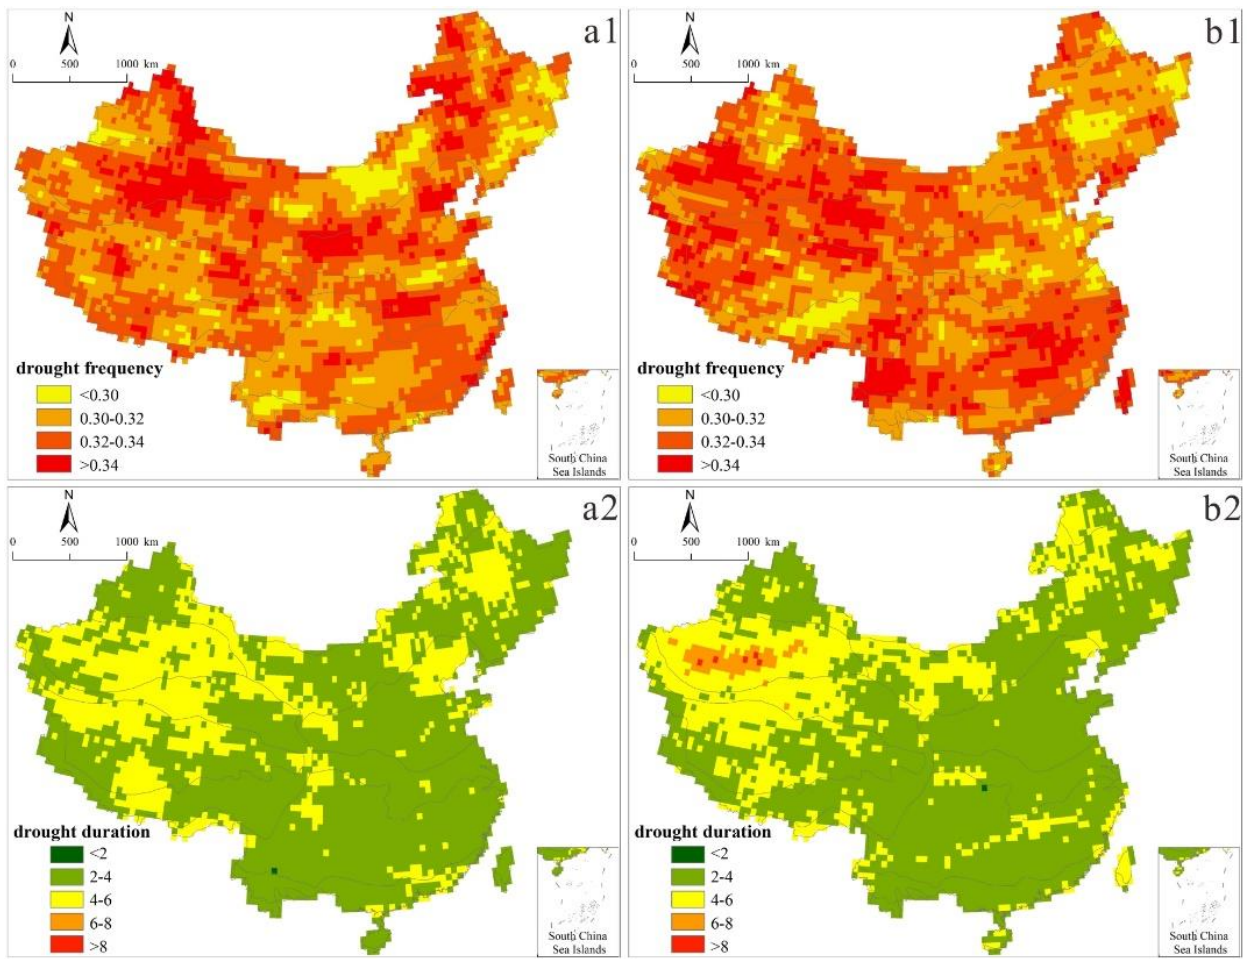 N
a1
0 500 1000 km
drought frequency
<0.30
0.30-0.32
0.32-0.34
>0.34
South China
Sea Islands
N
b1
0 500 1000 km
drought frequency
<0.30
0.30-0.32
0.32-0.34
>0.34
South China
Sea Islands
N
a2
0 500 1000 km
drought duration
<2
2-4
4-6
6-8
>8
South China
Sea Islands
N
b2
0 500 1000 km
drought duration
<2
2-4
4-6
6-8
>8
South China
Sea Islands